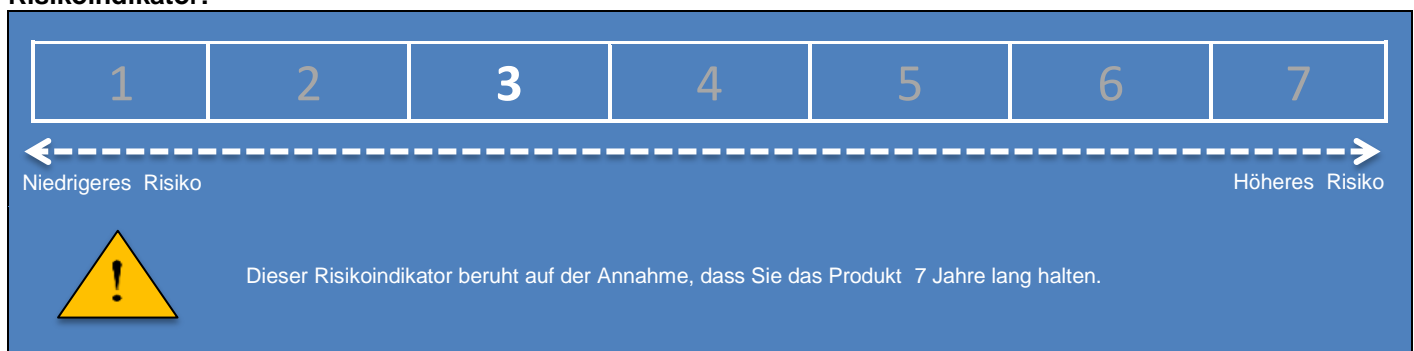 Risikoindikator:
1 2 3 4 5 6 7
Niedrigeres Risiko Höheres Risiko
!
Dieser Risikoindikator beruht auf der Annahme, dass Sie das Produkt 7 Jahre lang halten.